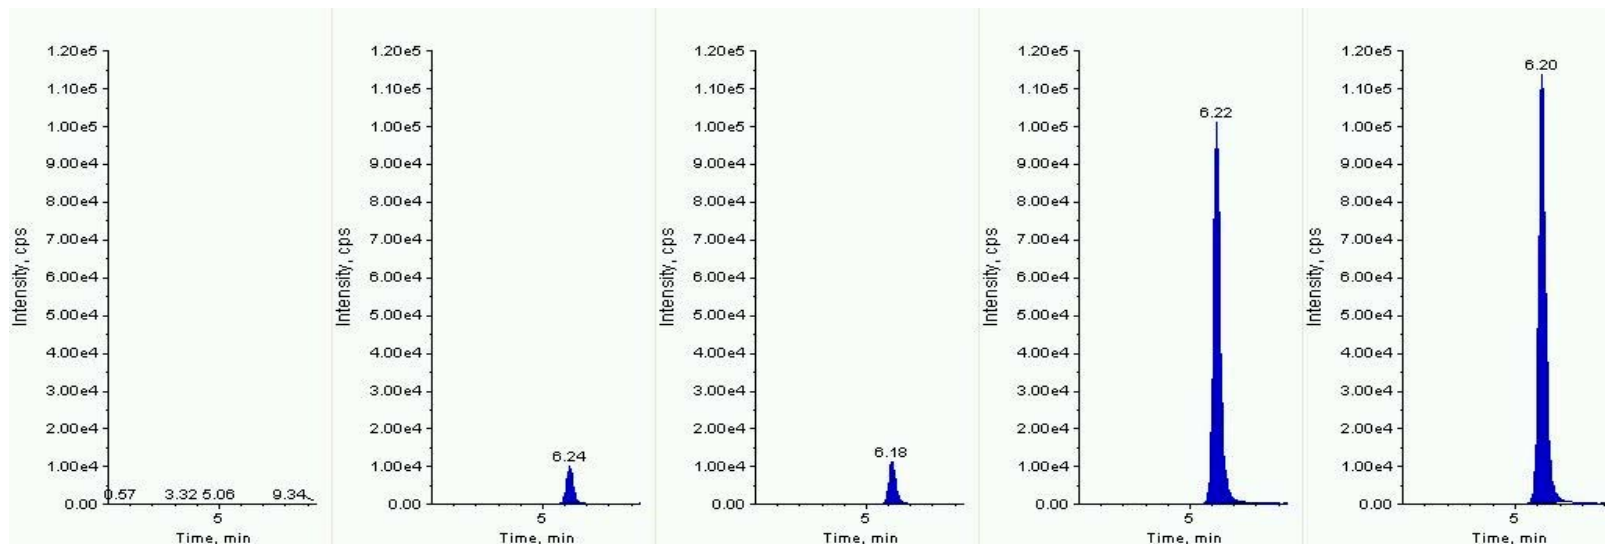 Intensity, cps
1.20e5
1.10e5
1.00e5
9.00e4
8.00e4
7.00e4
6.00e4
5.00e4
4.00e4
3.00e4
2.00e4
1.00e4
0.00
0.57 3.32 5.06 9.34
5
Time, min
Intensity, cps
1.20e5
1.10e5
1.00e5
9.00e4
8.00e4
7.00e4
6.00e4
5.00e4
4.00e4
3.00e4
2.00e4
1.00e4
0.00
6.24
5
Time, min
Intensity, cps
1.20e5
1.10e5
1.00e5
9.00e4
8.00e4
7.00e4
6.00e4
5.00e4
4.00e4
3.00e4
2.00e4
1.00e4
0.00
6.18
5
Time, min
Intensity, cps
1.20e5
1.10e5
1.00e5
9.00e4
8.00e4
7.00e4
6.00e4
5.00e4
4.00e4
3.00e4
2.00e4
1.00e4
0.00
6.22
5
Time, min
Intensity, cps
1.20e5
1.10e5
1.00e5
9.00e4
8.00e4
7.00e4
6.00e4
5.00e4
4.00e4
3.00e4
2.00e4
1.00e4
0.00
6.20
5
Time, min